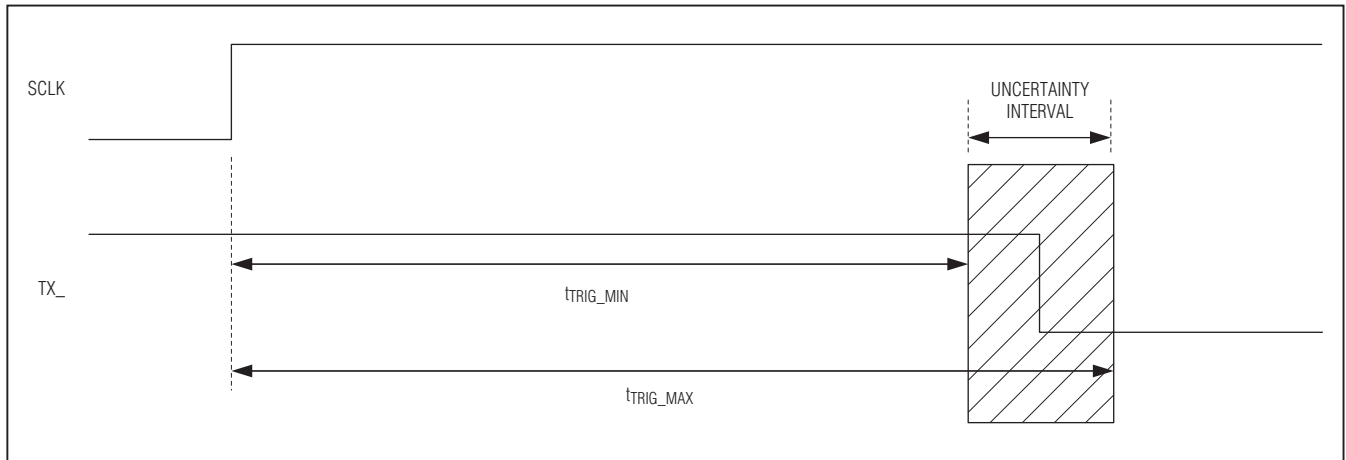 SCLK
UNCERTAINTY
INTERVAL
TX_
tTRIG_MIN
tTRIG_MAX